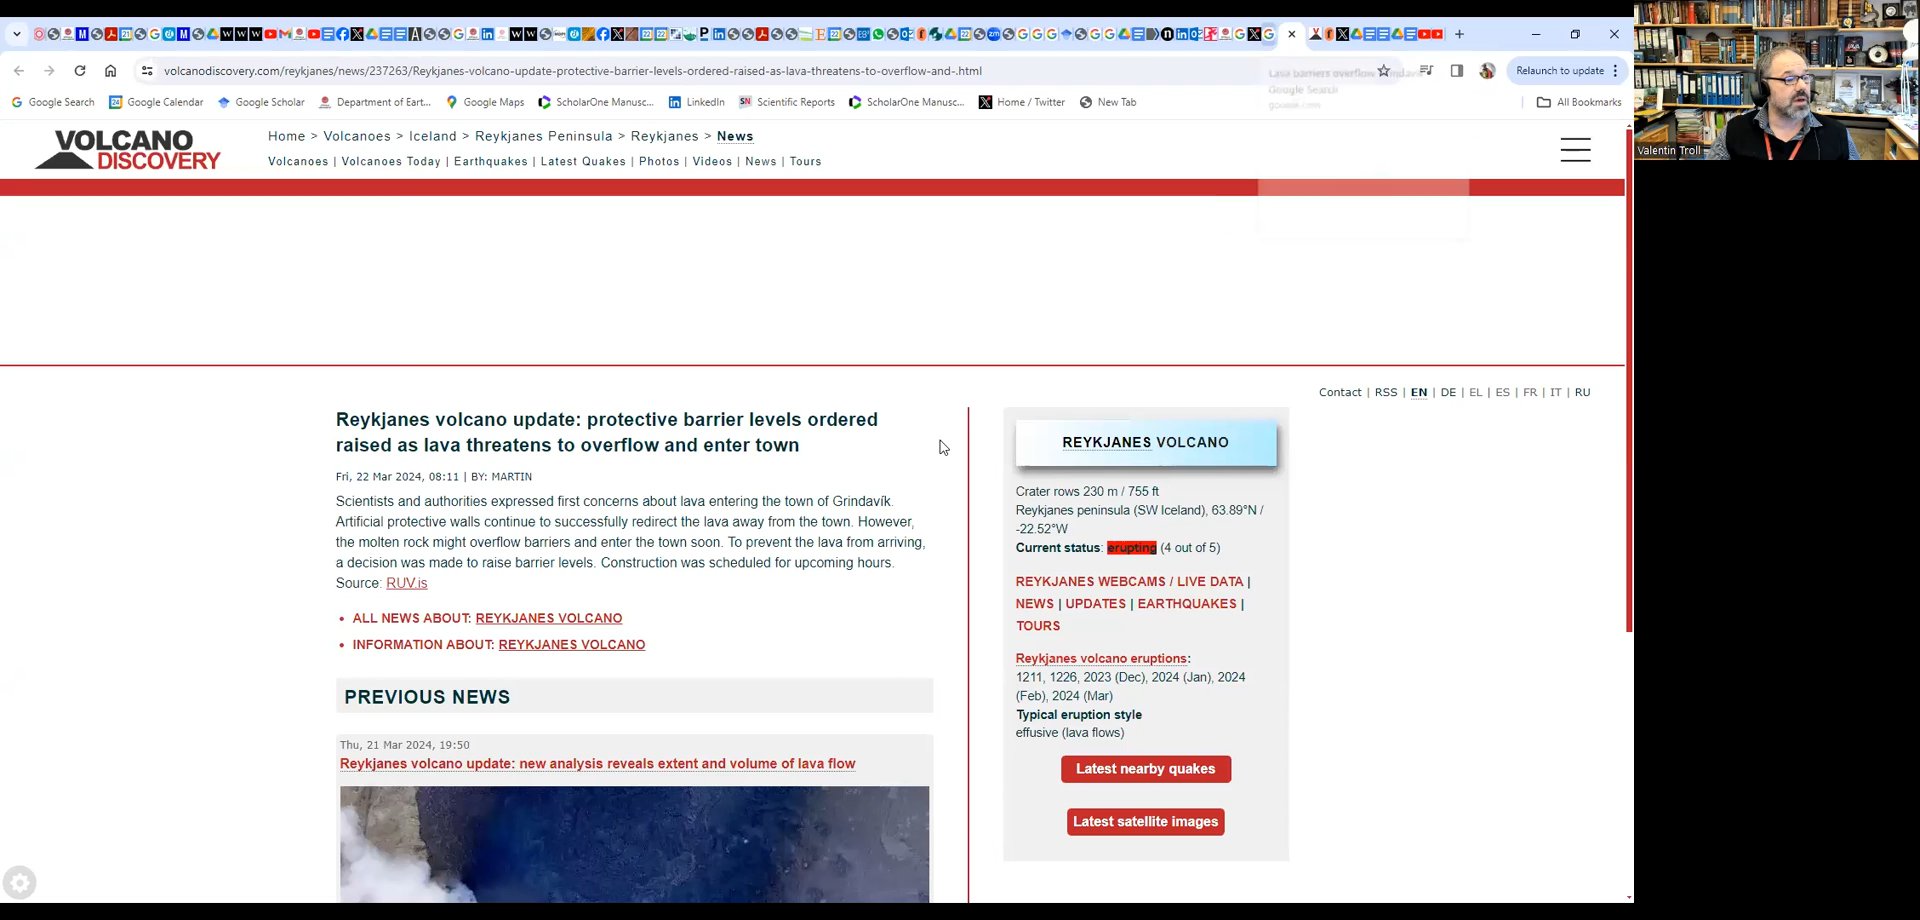 volcanodiscovery.com/reykjanes/news/237263/Reykjanes-volcano-update-protective-barrier-levels-ordered-raised-as-lava-threatens-to-overflow-and-.html
Relaunch to update
Google Search
google.com
Google Search
Google Calendar
Google Scholar
Department of Eart...
Google Maps
ScholarOne Manusc...
LinkedIn
Scientific Reports
ScholarOne Manusc...
Home / Twitter
New Tab
All Bookmarks
Valentin Troll
VOLCANO
DISCOVERY
Home > Volcanoes > Iceland > Reykjanes Peninsula > Reykjanes > News
Volcanoes | Volcanoes Today | Earthquakes | Latest Quakes | Photos | Videos | News | Tours
Contact | RSS | EN | DE | EL | ES | FR | IT | RU
Reykjanes volcano update: protective barrier levels ordered
raised as lava threatens to overflow and enter town
Fri, 22 Mar 2024, 08:11 | BY: MARTIN
Scientists and authorities expressed first concerns about lava entering the town of Grindavík.
Artificial protective walls continue to successfully redirect the lava away from the town. However,
the molten rock might overflow barriers and enter the town soon. To prevent the lava from arriving,
a decision was made to raise barrier levels. Construction was scheduled for upcoming hours.
Source: RUV.is
• ALL NEWS ABOUT: REYKJANES VOLCANO
• INFORMATION ABOUT: REYKJANES VOLCANO
PREVIOUS NEWS
Thu, 21 Mar 2024, 19:50
Reykjanes volcano update: new analysis reveals extent and volume of lava flow
REYKJANES VOLCANO
Crater rows 230 m / 755 ft
Reykjanes peninsula (SW Iceland), 63.89°N /
-22.52°W
Current status: erupting (4 out of 5)
REYKJANES WEBCAMS / LIVE DATA |
NEWS | UPDATES | EARTHQUAKES |
TOURS
Reykjanes volcano eruptions:
1211, 1226, 2023 (Dec), 2024 (Jan), 2024
(Feb), 2024 (Mar)
Typical eruption style
effusive (lava flows)
Latest nearby quakes
Latest satellite images